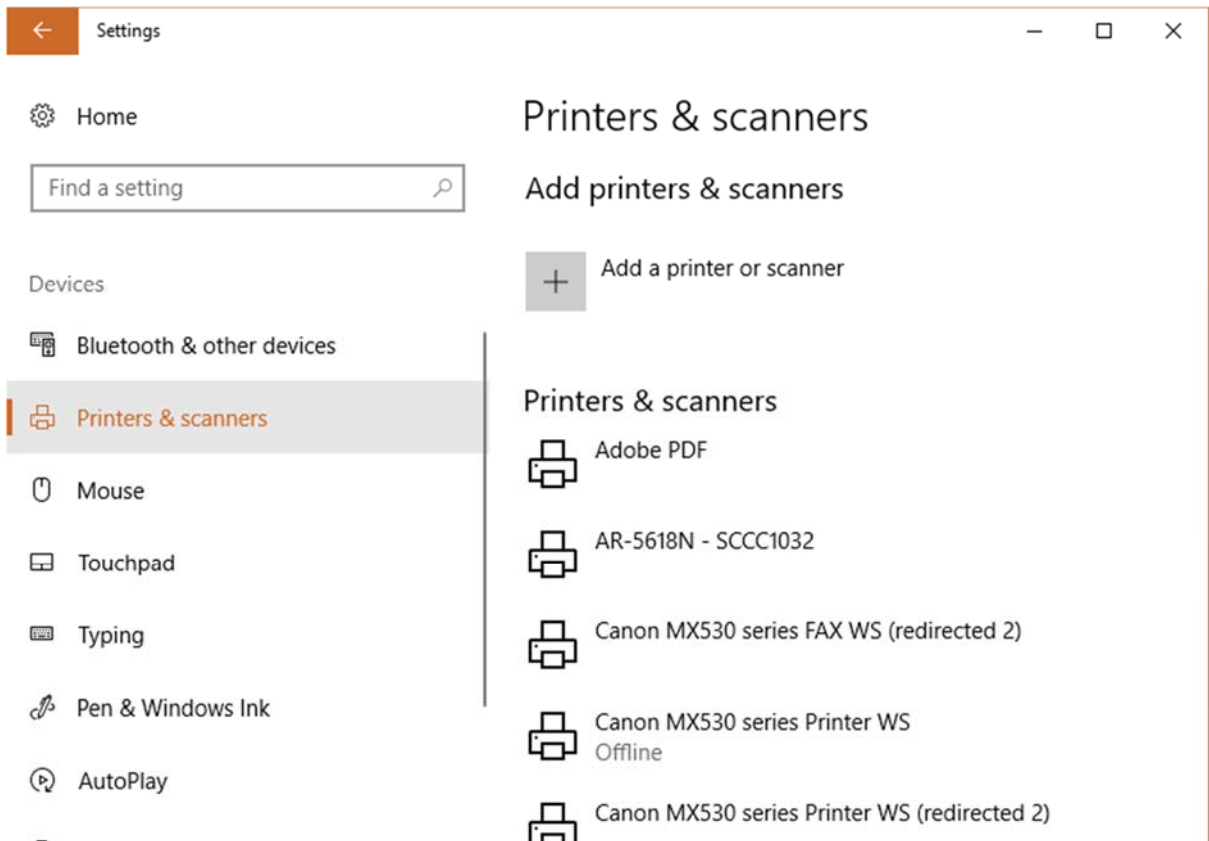 Settings
Home
Find a setting
Devices
Bluetooth & other devices
Printers & scanners
Mouse
Touchpad
Typing
Pen & Windows Ink
AutoPlay
Printers & scanners
Add printers & scanners
Add a printer or scanner
Printers & scanners
Adobe PDF
AR-5618N - SCCC1032
Canon MX530 series FAX WS (redirected 2)
Canon MX530 series Printer WS
Offline
Canon MX530 series Printer WS (redirected 2)